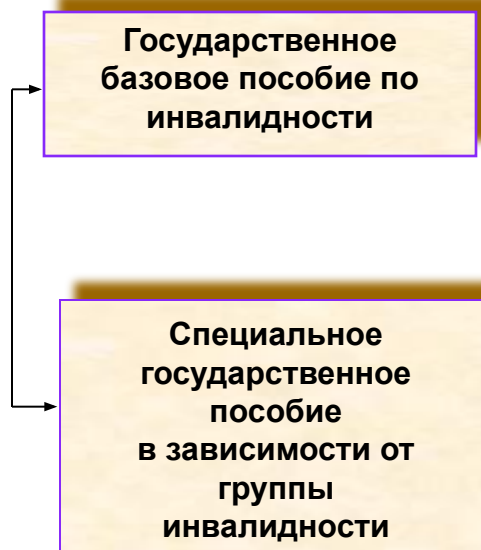 Государственное
базовое пособие по
инвалидности
Специальное
государственное
пособие
в зависимости от
группы
инвалидности